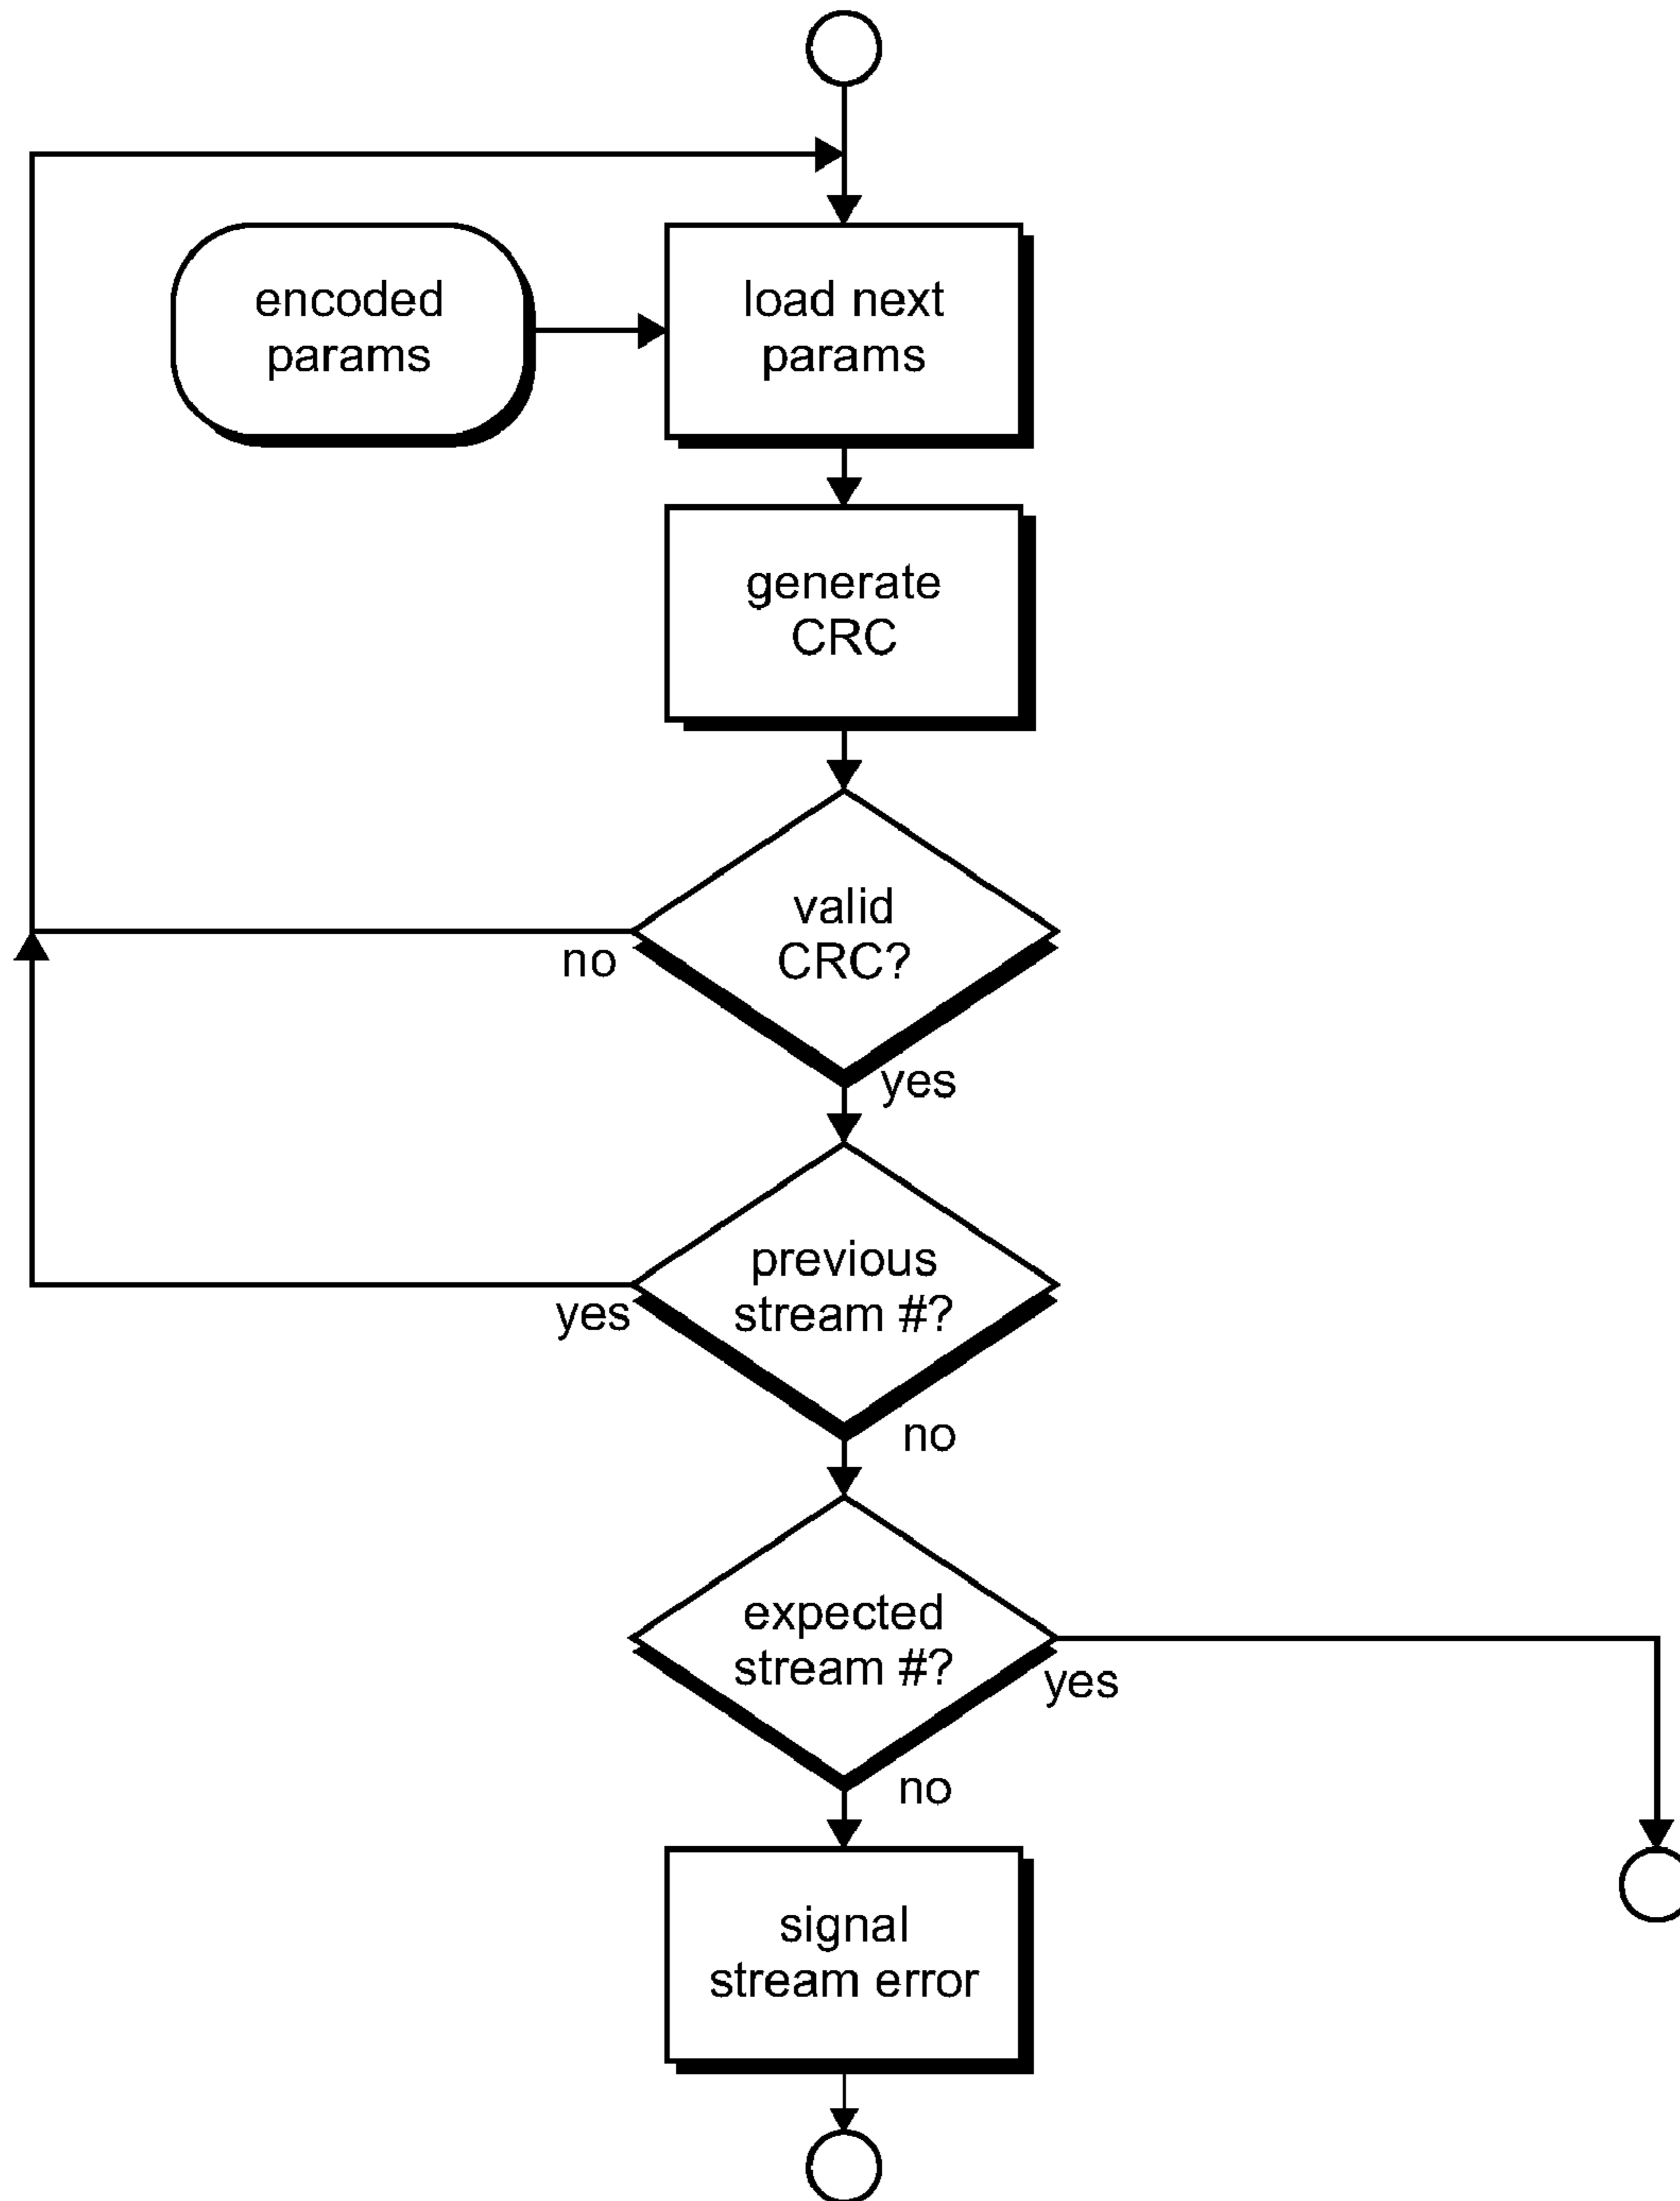 encoded
params
load next
params
generate
CRC
valid
CRC?
no
yes
previous
stream #?
yes
no
expected
stream #?
yes
no
signal
stream error